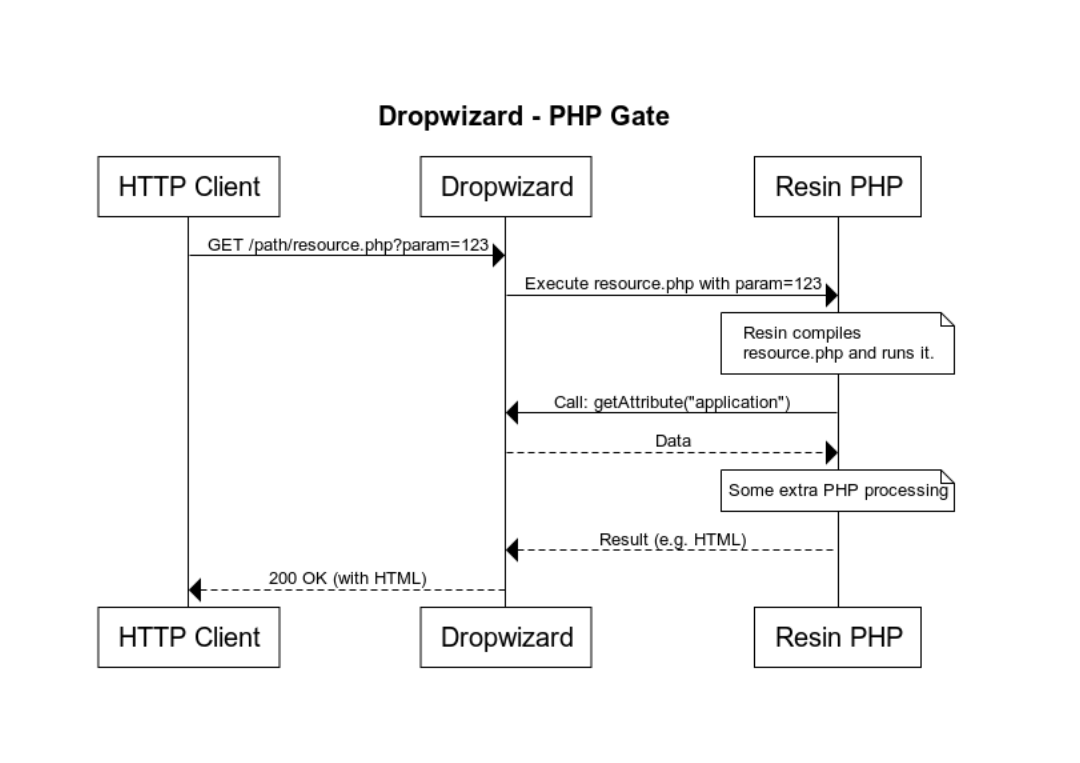 Dropwizard - PHP Gate
HTTP Client
Dropwizard
Resin PHP
GET /path/resource.php?param=123
Execute resource.php with param=123
Resin compiles
resource.php and runs it.
Call: getAttribute("application")
Data
Some extra PHP processing
Result (e.g. HTML)
200 OK (with HTML)
HTTP Client
Dropwizard
Resin PHP